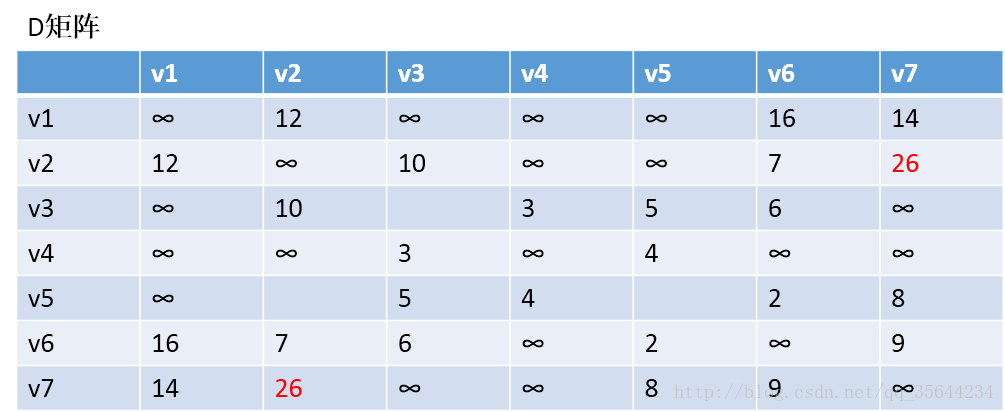 D矩阵
v1 v2 v3 v4 v5 v6 v7
v1 ∞ 12 ∞ ∞ ∞ 16 14
v2 12 ∞ 10 ∞ ∞ 7 26
v3 ∞ 10 3 5 6 ∞
v4 ∞ ∞ 3 ∞ 4 ∞ ∞
v5 ∞ 5 4 2 8
v6 16 7 6 ∞ 2 ∞ 9
v7 14 26 ∞ ∞ 8 9 ∞
http://blog.csdn.net/qq_35644234